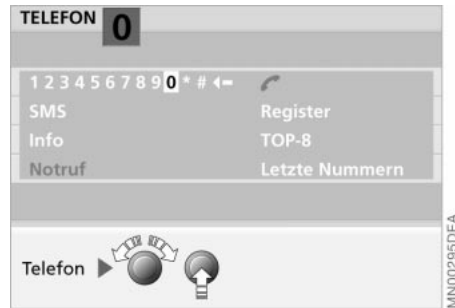 TELEFON 0
1 2 3 4 5 6 7 8 9 0 * #
SMS Register
Info TOP-8
Notruf Letzte Nummern
Telefon
MN00295DEA